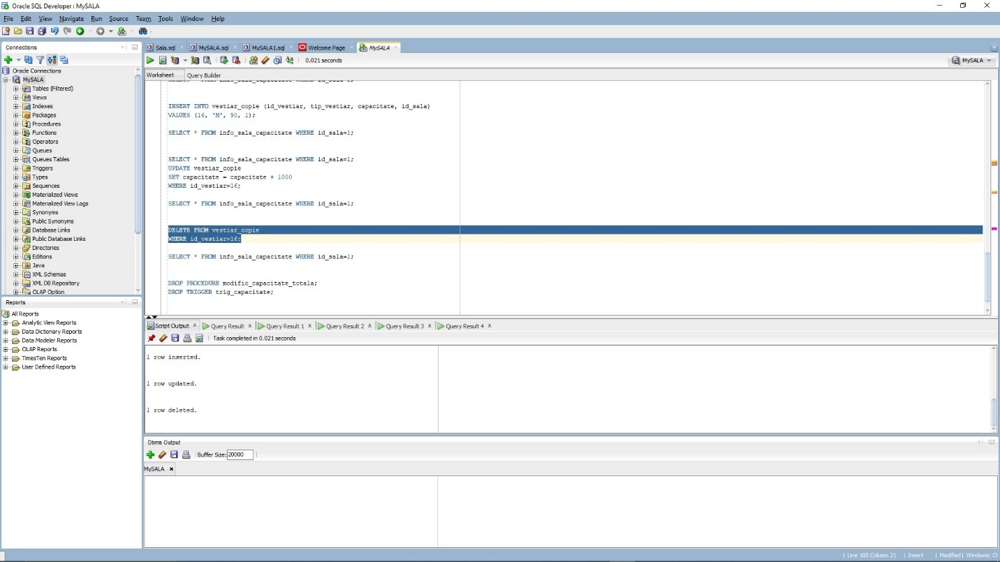 Oracle SQL Developer : MySALA
File Edit View Navigate Run Source Team Tools Window Help
Connections
Oracle Connections
MySALA
Tables (Filtered)
Views
Indexes
Packages
Procedures
Functions
Operators
Queues
Queues Tables
Triggers
Types
Sequences
Materialized Views
Materialized View Logs
Synonyms
Public Synonyms
Database Links
Public Database Links
Directories
Editions
Java
XML Schemas
XML DB Repository
OLAP Option
Reports
All Reports
Analytic View Reports
Data Dictionary Reports
Data Modeler Reports
OLAP Reports
TimesTen Reports
User Defined Reports
Sala.sql MySALA.sql MySALA1.sql Welcome Page MySALA
0.021 seconds
MySALA
Worksheet Query Builder
SELECT * FROM info_sala_capacitate WHERE id_sala=1;
INSERT INTO vestiar_copie (id_vestiar, tip_vestiar, capacitate, id_sala)
VALUES (16, 'M', 90, 1);
SELECT * FROM info_sala_capacitate WHERE id_sala=1;
SELECT * FROM info_sala_capacitate WHERE id_sala=1;
UPDATE vestiar_copie
SET capacitate = capacitate + 1000
WHERE id_vestiar=16;
SELECT * FROM info_sala_capacitate WHERE id_sala=1;
DELETE FROM vestiar_copie
WHERE id_vestiar=16;
SELECT * FROM info_sala_capacitate WHERE id_sala=1;
DROP PROCEDURE modific_capacitate_totala;
DROP TRIGGER trig_capacitate;
Script Output Query Result Query Result 1 Query Result 2 Query Result 3 Query Result 4
Task completed in 0.021 seconds
1 row inserted.
1 row updated.
1 row deleted.
Dbms Output
Buffer Size: 20000
MySALA
Line 105 Column 21 Insert Modified Windows: Cl